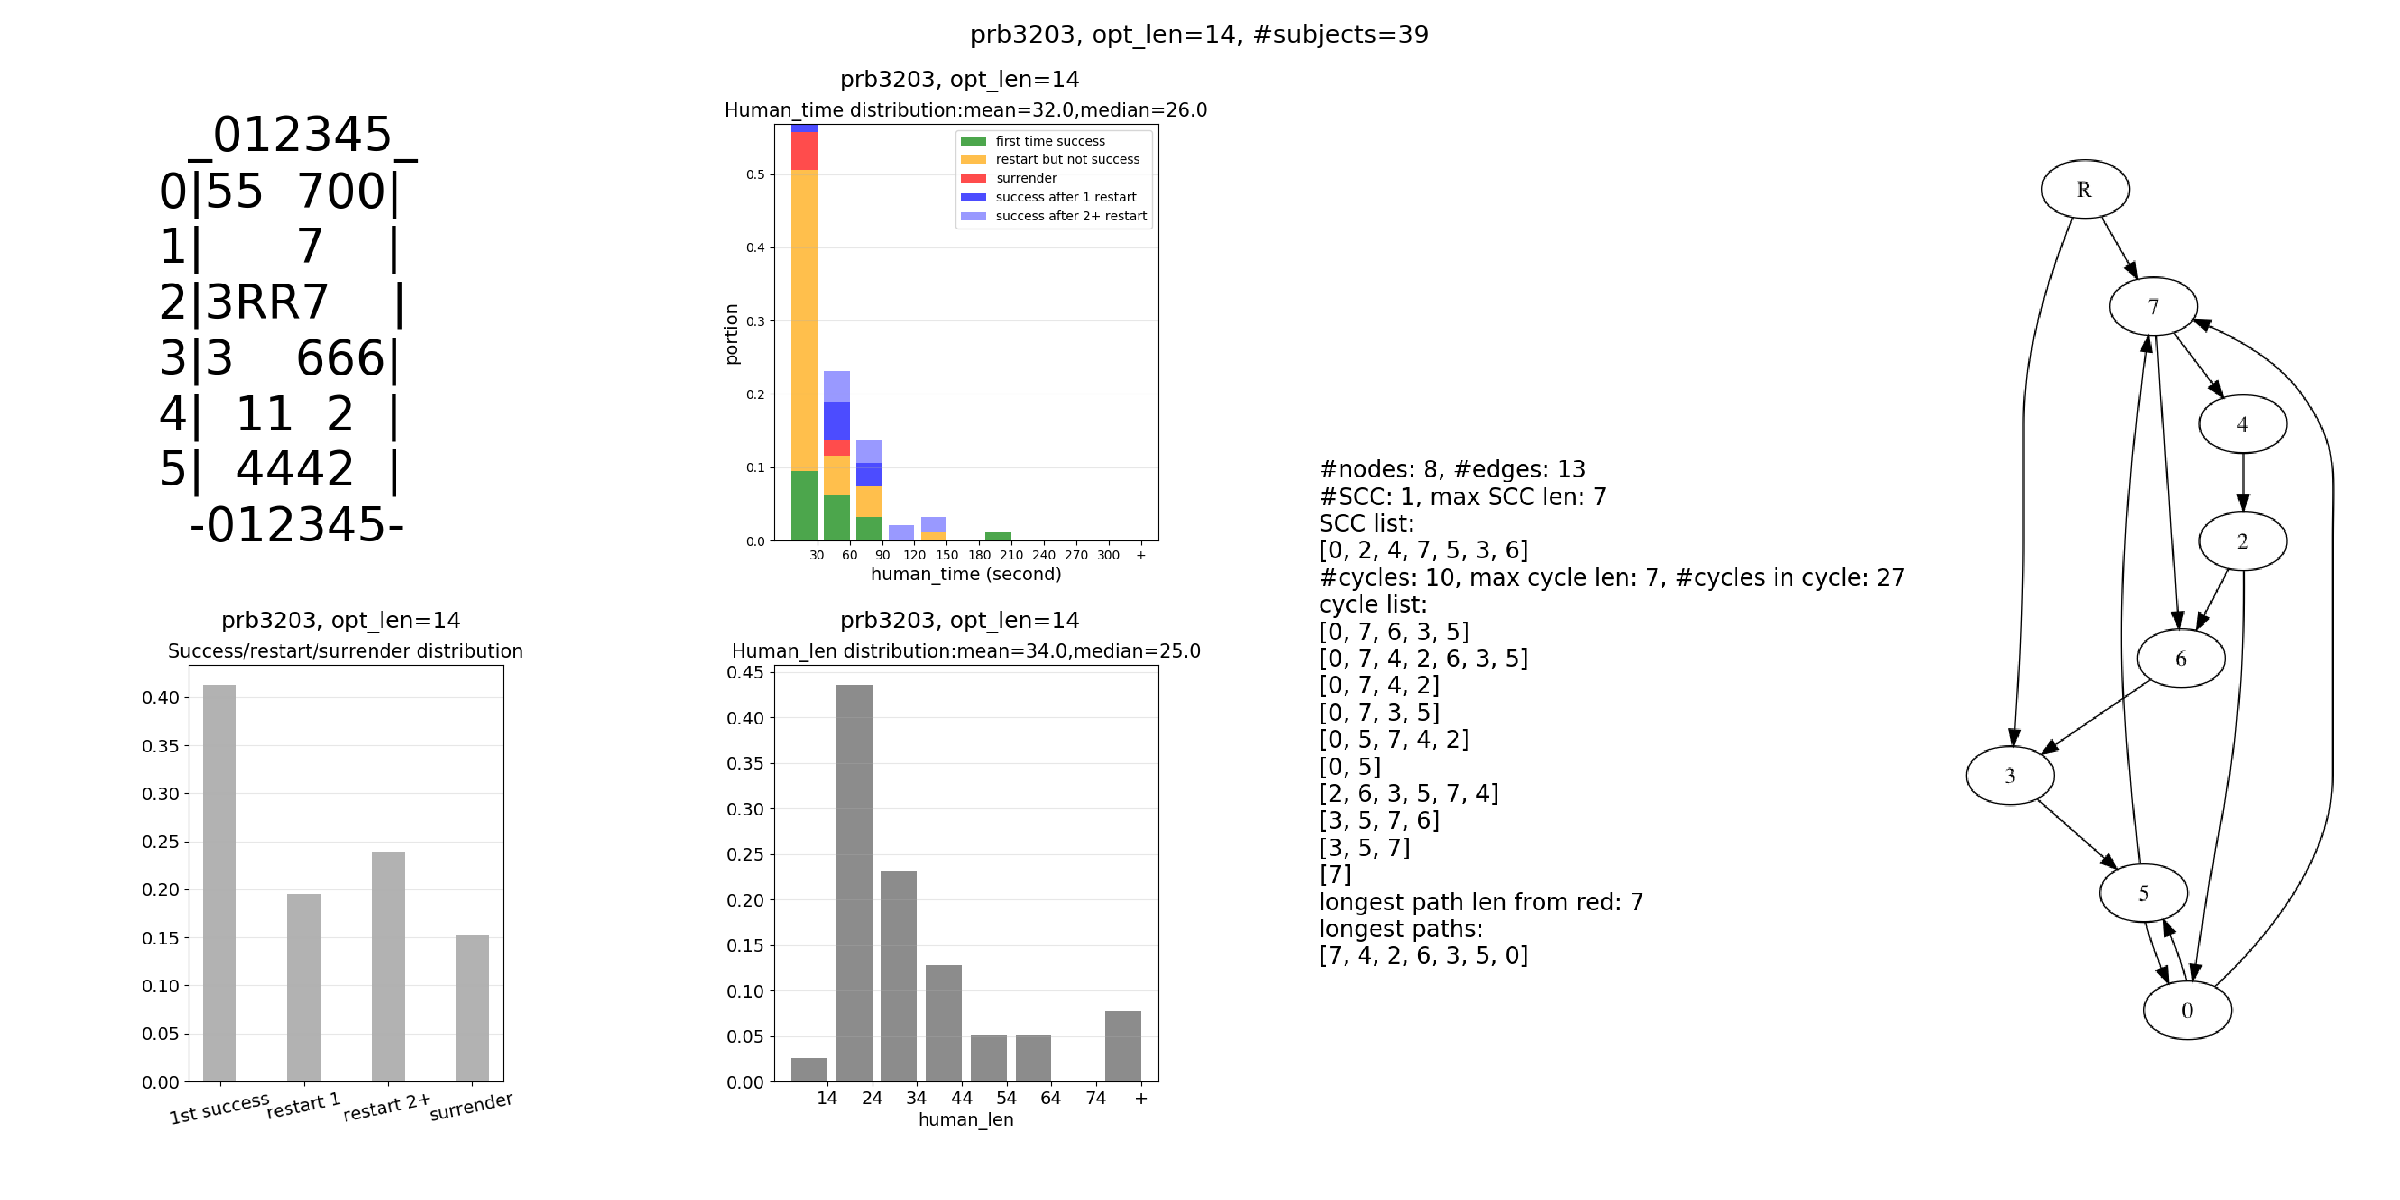 prb3203, opt_len=14, #subjects=39
_012345_
0|55  700|
1|      7    |
2|3RR7    |
3|3    666|
4|  11  2  |
5|  4442  |
-012345-
prb3203, opt_len=14
Human_time distribution:mean=32.0,median=26.0
first time success
restart but not success
surrender
success after 1 restart
success after 2+ restart
portion
0.5
0.4
0.3
0.2
0.1
0.0
30 60 90 120 150 180 210 240 270 300 +
human_time (second)
prb3203, opt_len=14
Success/restart/surrender distribution
0.40
0.35
0.30
0.25
0.20
0.15
0.10
0.05
0.00
1st success restart 1 restart 2+ surrender
prb3203, opt_len=14
Human_len distribution:mean=34.0,median=25.0
0.45
0.40
0.35
0.30
0.25
0.20
0.15
0.10
0.05
0.00
14 24 34 44 54 64 74 +
human_len
#nodes: 8, #edges: 13
#SCC: 1, max SCC len: 7
SCC list:
[0, 2, 4, 7, 5, 3, 6]
#cycles: 10, max cycle len: 7, #cycles in cycle: 27
cycle list:
[0, 7, 6, 3, 5]
[0, 7, 4, 2, 6, 3, 5]
[0, 7, 4, 2]
[0, 7, 3, 5]
[0, 5, 7, 4, 2]
[0, 5]
[2, 6, 3, 5, 7, 4]
[3, 5, 7, 6]
[3, 5, 7]
[7]
longest path len from red: 7
longest paths:
[7, 4, 2, 6, 3, 5, 0]
R
7
4
2
6
3
5
0